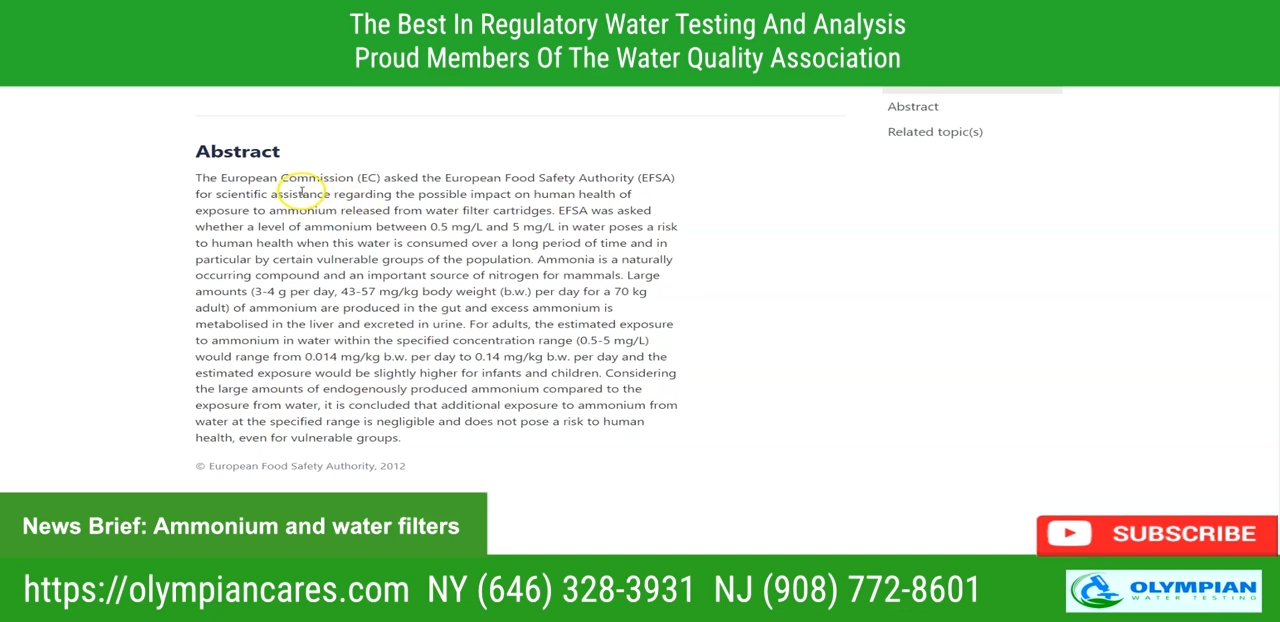 The Best In Regulatory Water Testing And Analysis
Proud Members Of The Water Quality Association
Abstract
Related topic(s)
Abstract
The European Commission (EC) asked the European Food Safety Authority (EFSA)
for scientific assistance regarding the possible impact on human health of
exposure to ammonium released from water filter cartridges. EFSA was asked
whether a level of ammonium between 0.5 mg/L and 5 mg/L in water poses a risk
to human health when this water is consumed over a long period of time and in
particular by certain vulnerable groups of the population. Ammonia is a naturally
occurring compound and an important source of nitrogen for mammals. Large
amounts (3-4 g per day, 43-57 mg/kg body weight (b.w.) per day for a 70 kg
adult) of ammonium are produced in the gut and excess ammonium is
metabolised in the liver and excreted in urine. For adults, the estimated exposure
to ammonium in water within the specified concentration range (0.5-5 mg/L)
would range from 0.014 mg/kg b.w. per day to 0.14 mg/kg b.w. per day and the
estimated exposure would be slightly higher for infants and children. Considering
the large amounts of endogenously produced ammonium compared to the
exposure from water, it is concluded that additional exposure to ammonium from
water at the specified range is negligible and does not pose a risk to human
health, even for vulnerable groups.
© European Food Safety Authority, 2012
News Brief: Ammonium and water filters
SUBSCRIBE
https://olympiancares.com NY (646) 328-3931 NJ (908) 772-8601
OLYMPIAN
WATER TESTING